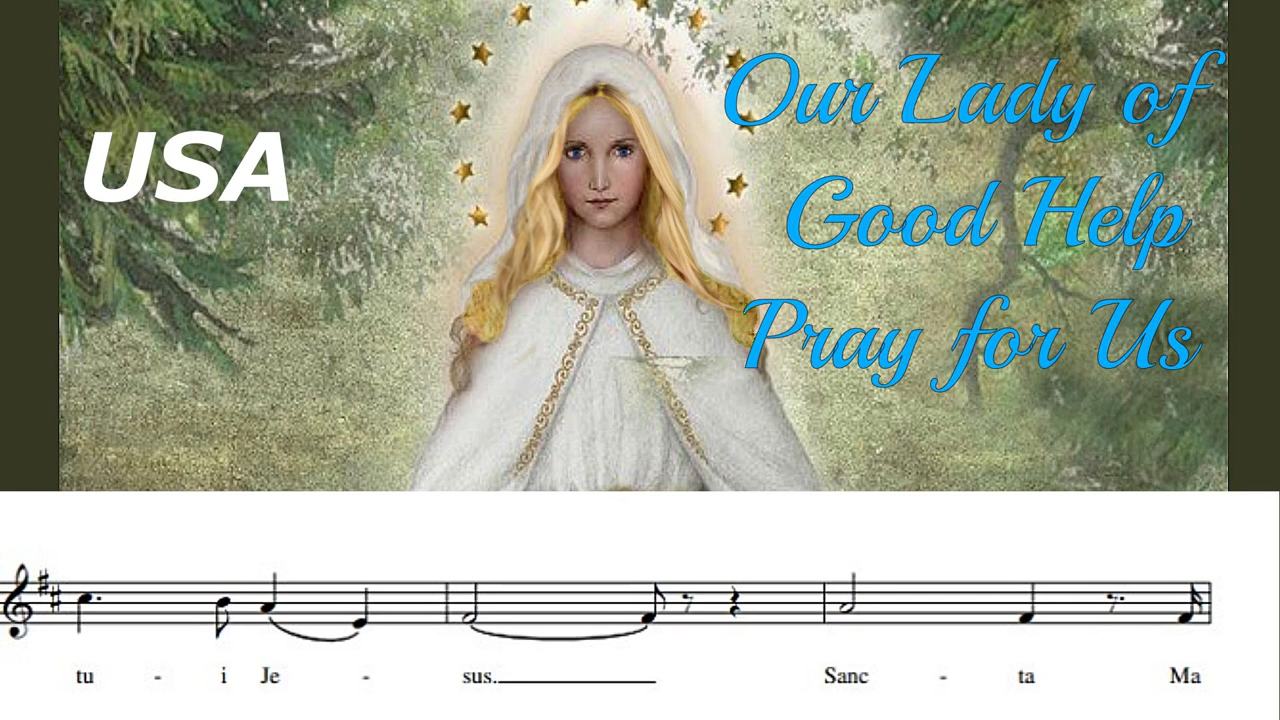 USA
Our Lady of
Good Help
Pray for Us
tu - i Je - sus. Sanc - ta Ma